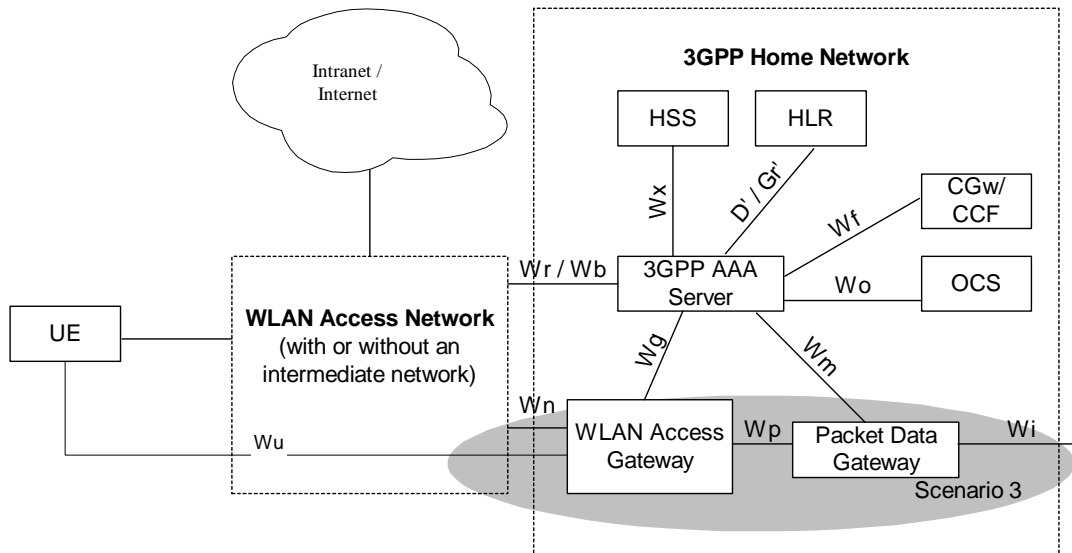 Intranet /
Internet
3GPP Home Network
HSS
HLR
Wx
D' / Gr'
Wf
CGw/
CCF
Wr / Wb
3GPP AAA
Server
Wo
OCS
UE
WLAN Access Network
(with or without an
intermediate network)
Wg
Wm
Wn
Wu
WLAN Access
Gateway
Wp
Packet Data
Gateway
Wi
Scenario 3